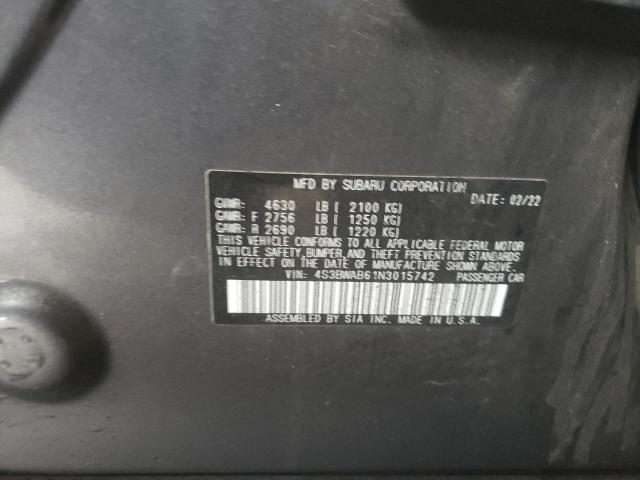 MFD BY SUBARU CORPORATION
DATE: 02/22
GVWR: 4630 LB ( 2100 KG)
GAWR: F 2756 LB ( 1250 KG)
GAWR: R 2690 LB ( 1220 KG)
THIS VEHICLE CONFORMS TO ALL APPLICABLE FEDERAL MOTOR
VEHICLE SAFETY, BUMPER, AND THEFT PREVENTION STANDARDS
IN EFFECT ON THE DATE OF MANUFACTURE SHOWN ABOVE.
VIN: 4S3BWAB61N3015742 PASSENGER CAR
ASSEMBLED BY SIA INC. MADE IN U.S.A.